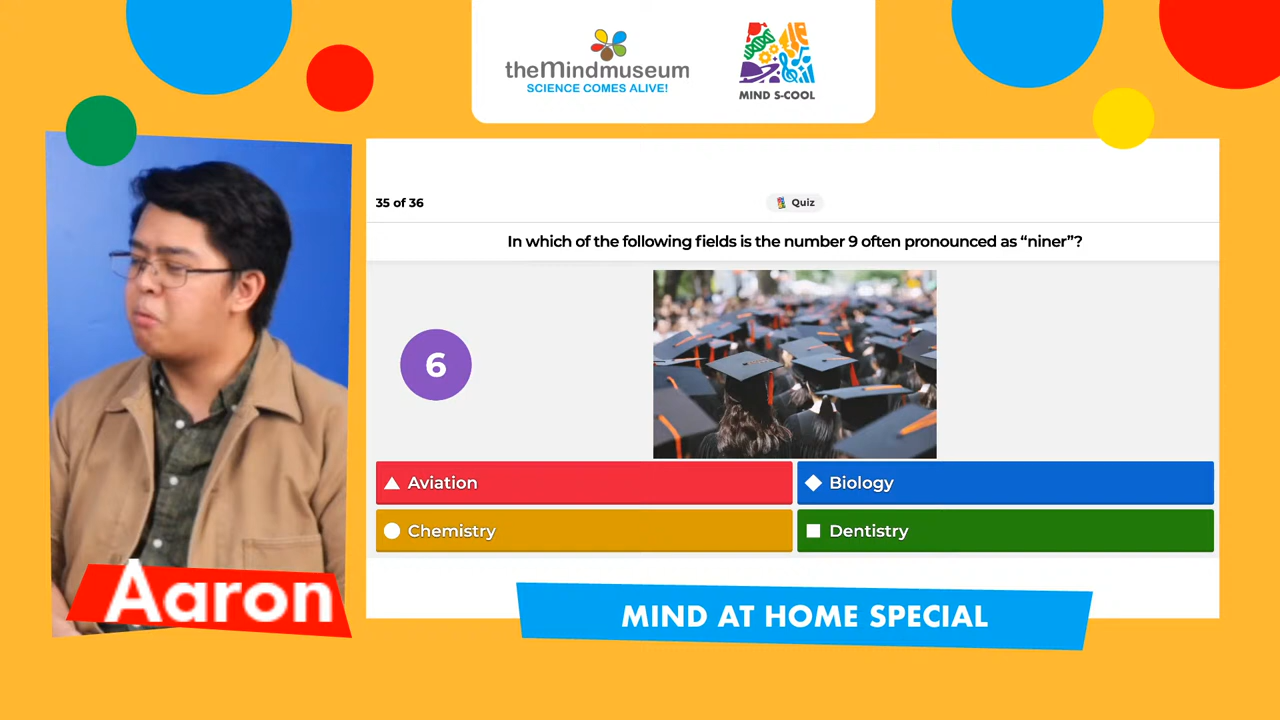 theMindmuseum
SCIENCE COMES ALIVE!
MIND S-COOL
35 of 36
Quiz
In which of the following fields is the number 9 often pronounced as “niner”?
6
Aviation
Biology
Chemistry
Dentistry
Aaron
MIND AT HOME SPECIAL